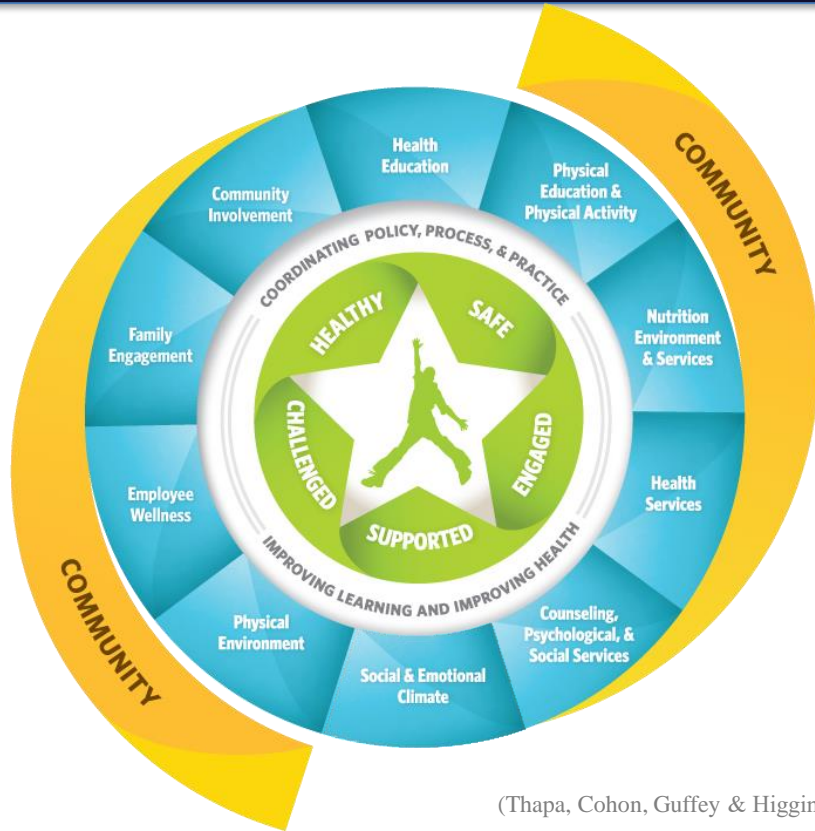 COMMUNITY
Health
Education
Physical
Education &
Physical Activity
Nutrition
Environment
& Services
Health
Services
Counseling,
Psychological, &
Social Services
Social & Emotional
Climate
Physical
Environment
Employee
Wellness
Family
Engagement
Community
Involvement
COORDINATING POLICY, PROCESS, & PRACTICE
IMPROVING LEARNING AND IMPROVING HEALTH
HEALTHY
SAFE
ENGAGED
SUPPORTED
CHALLENGED
COMMUNITY
(Thapa, Cohon, Guffey &